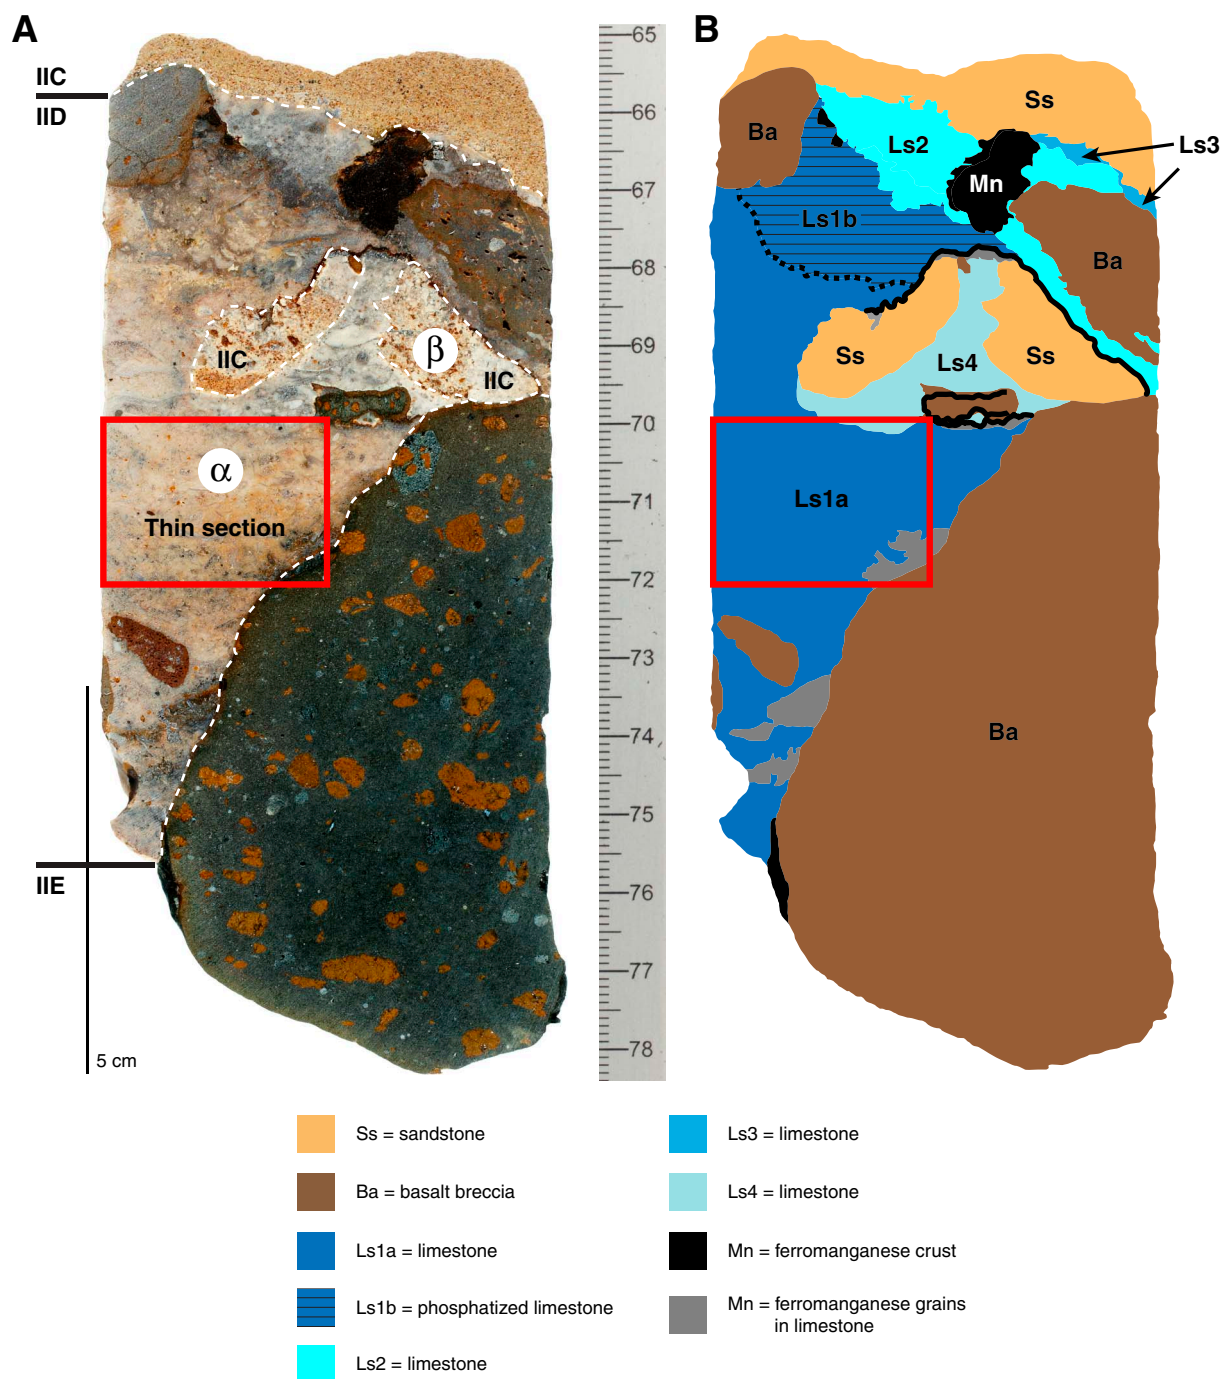 A
B
IIC
IID
65
66
67
68
69
70
71
72
73
74
75
76
77
78
IIC
β
IIC
α
Thin section
IIE
5 cm
Ss
Ba
Ls2
Ls3
Mn
Ls1b
Ba
Ss
Ls4
Ss
Ls1a
Ba
Ss = sandstone
Ba = basalt breccia
Ls1a = limestone
Ls1b = phosphatized limestone
Ls2 = limestone
Ls3 = limestone
Ls4 = limestone
Mn = ferromanganese crust
Mn = ferromanganese grains
in limestone